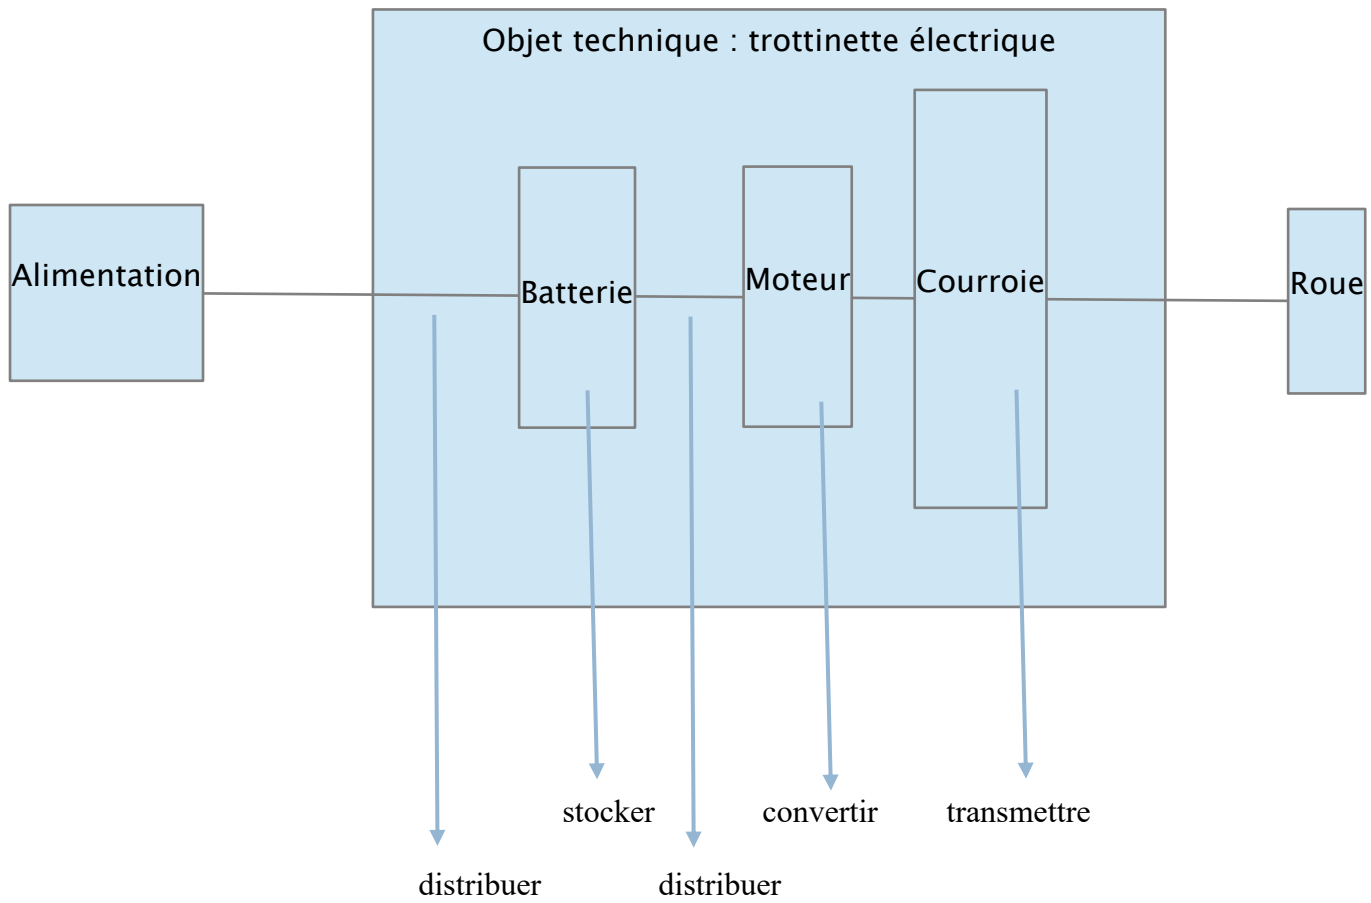 Objet technique : trottinette électrique
Alimentation
Batterie
Moteur
Courroie
Roue
stocker
convertir
transmettre
distribuer
distribuer